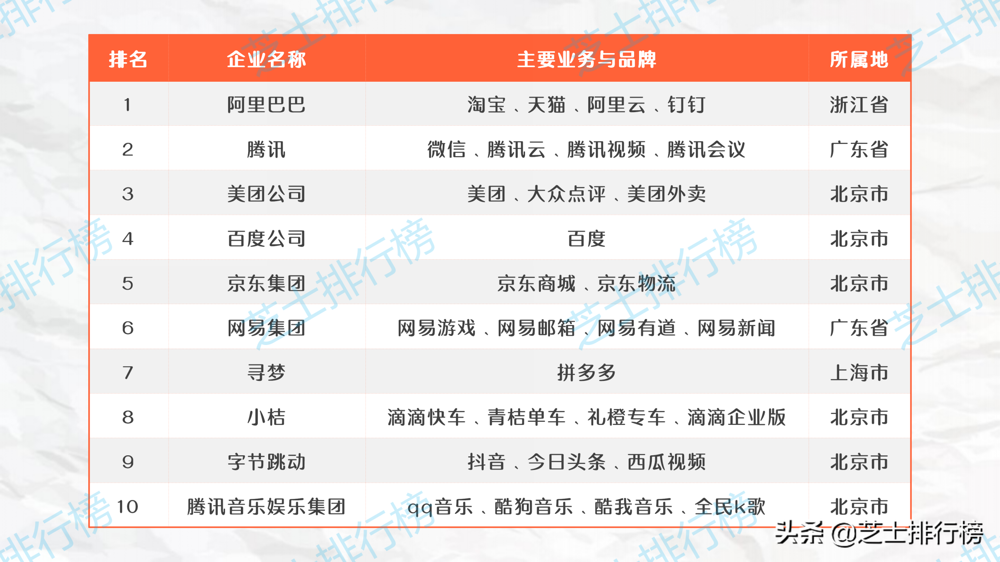 排名 企业名称 主要业务与品牌 所属地
1 阿里巴巴 淘宝、天猫、阿里云、钉钉 浙江省
2 腾讯 微信、腾讯云、腾讯视频、腾讯会议 广东省
3 美团公司 美团、大众点评、美团外卖 北京市
4 百度公司 百度 北京市
5 京东集团 京东商城、京东物流 北京市
6 网易集团 网易游戏、网易邮箱、网易有道、网易新闻 广东省
7 寻梦 拼多多 上海市
8 小桔 滴滴快车、青桔单车、礼橙专车、滴滴企业版 北京市
9 字节跳动 抖音、今日头条、西瓜视频 北京市
10 腾讯音乐娱乐集团 qq音乐、酷狗音乐、酷我音乐、全民k歌 北京市
头条 @芝士排行榜
芝士排行榜
芝士排行榜